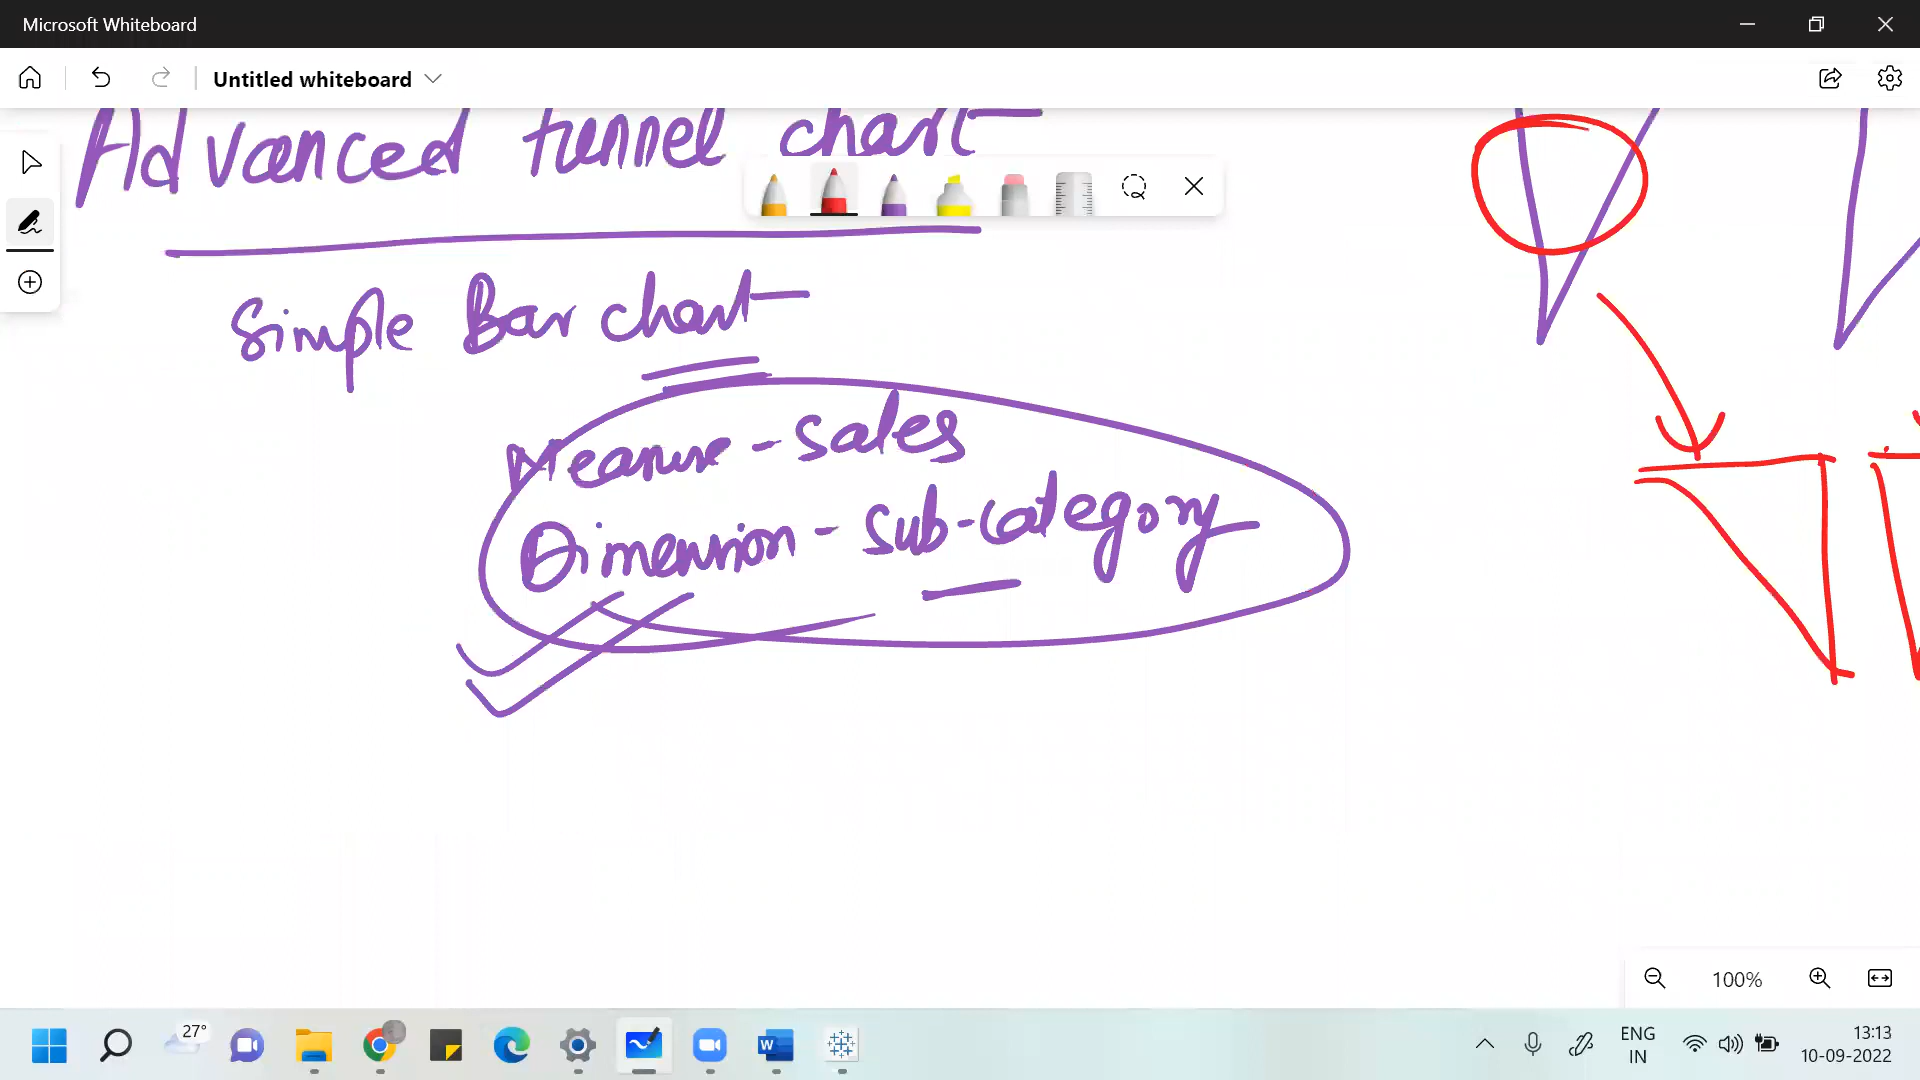 Microsoft Whiteboard
Untitled whiteboard
Advanced funnel chart
Simple Bar chart
Measure - Sales
Dimension - Sub-category
100%
27°
W
ENG
IN
13:13
10-09-2022